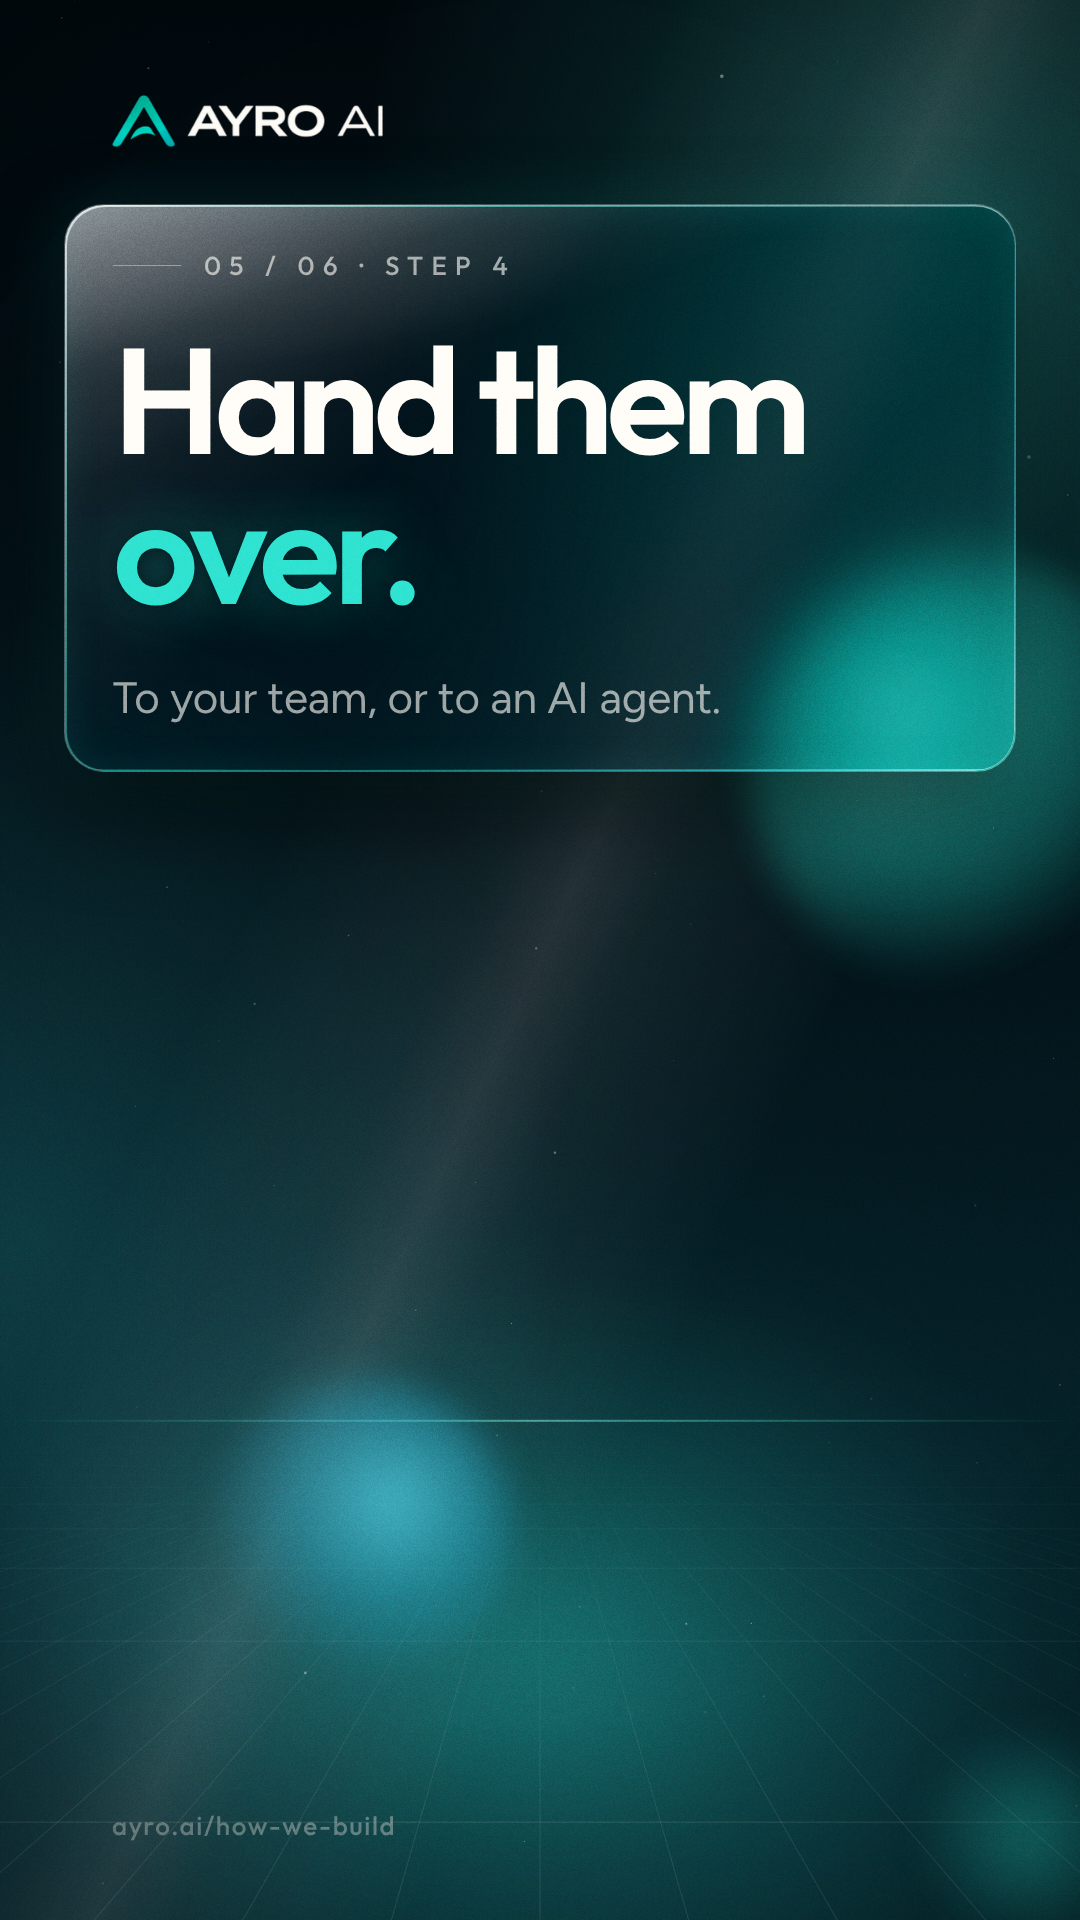 AYRO AI
05 / 06 · STEP 4
Hand them
over.
To your team, or to an AI agent.
ayro.ai/how-we-build